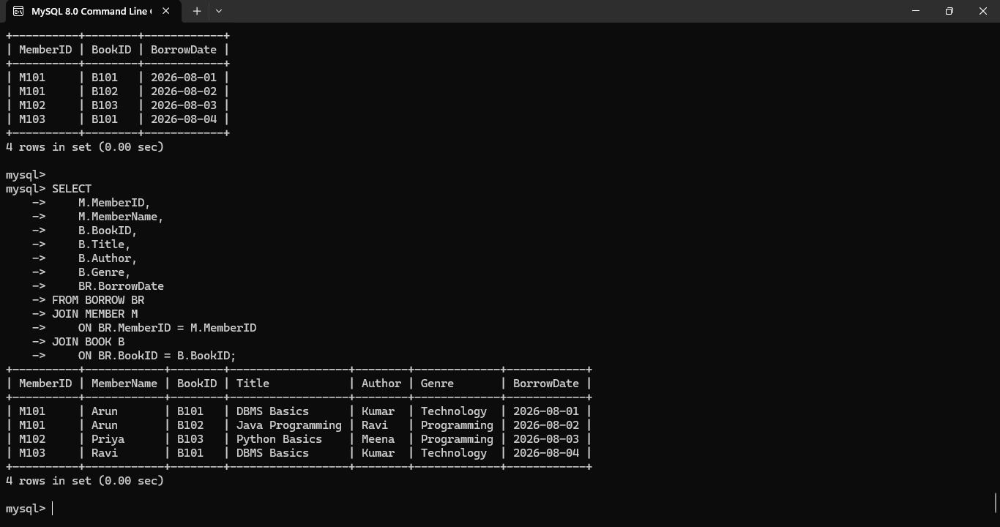 MySQL 8.0 Command Line
+----------+--------+------------+
| MemberID | BookID | BorrowDate |
+----------+--------+------------+
| M101     | B101   | 2026-08-01 |
| M101     | B102   | 2026-08-02 |
| M102     | B103   | 2026-08-03 |
| M103     | B101   | 2026-08-04 |
+----------+--------+------------+
4 rows in set (0.00 sec)
mysql>
mysql> SELECT
    ->     M.MemberID,
    ->     M.MemberName,
    ->     B.BookID,
    ->     B.Title,
    ->     B.Author,
    ->     B.Genre,
    ->     BR.BorrowDate
    -> FROM BORROW BR
    -> JOIN MEMBER M
    ->     ON BR.MemberID = M.MemberID
    -> JOIN BOOK B
    ->     ON BR.BookID = B.BookID;
+----------+------------+--------+------------------+--------+-------------+------------+
| MemberID | MemberName | BookID | Title            | Author | Genre       | BorrowDate |
+----------+------------+--------+------------------+--------+-------------+------------+
| M101     | Arun       | B101   | DBMS Basics      | Kumar  | Technology  | 2026-08-01 |
| M101     | Arun       | B102   | Java Programming | Ravi   | Programming | 2026-08-02 |
| M102     | Priya      | B103   | Python Basics    | Meena  | Programming | 2026-08-03 |
| M103     | Ravi       | B101   | DBMS Basics      | Kumar  | Technology  | 2026-08-04 |
+----------+------------+--------+------------------+--------+-------------+------------+
4 rows in set (0.00 sec)
mysql>